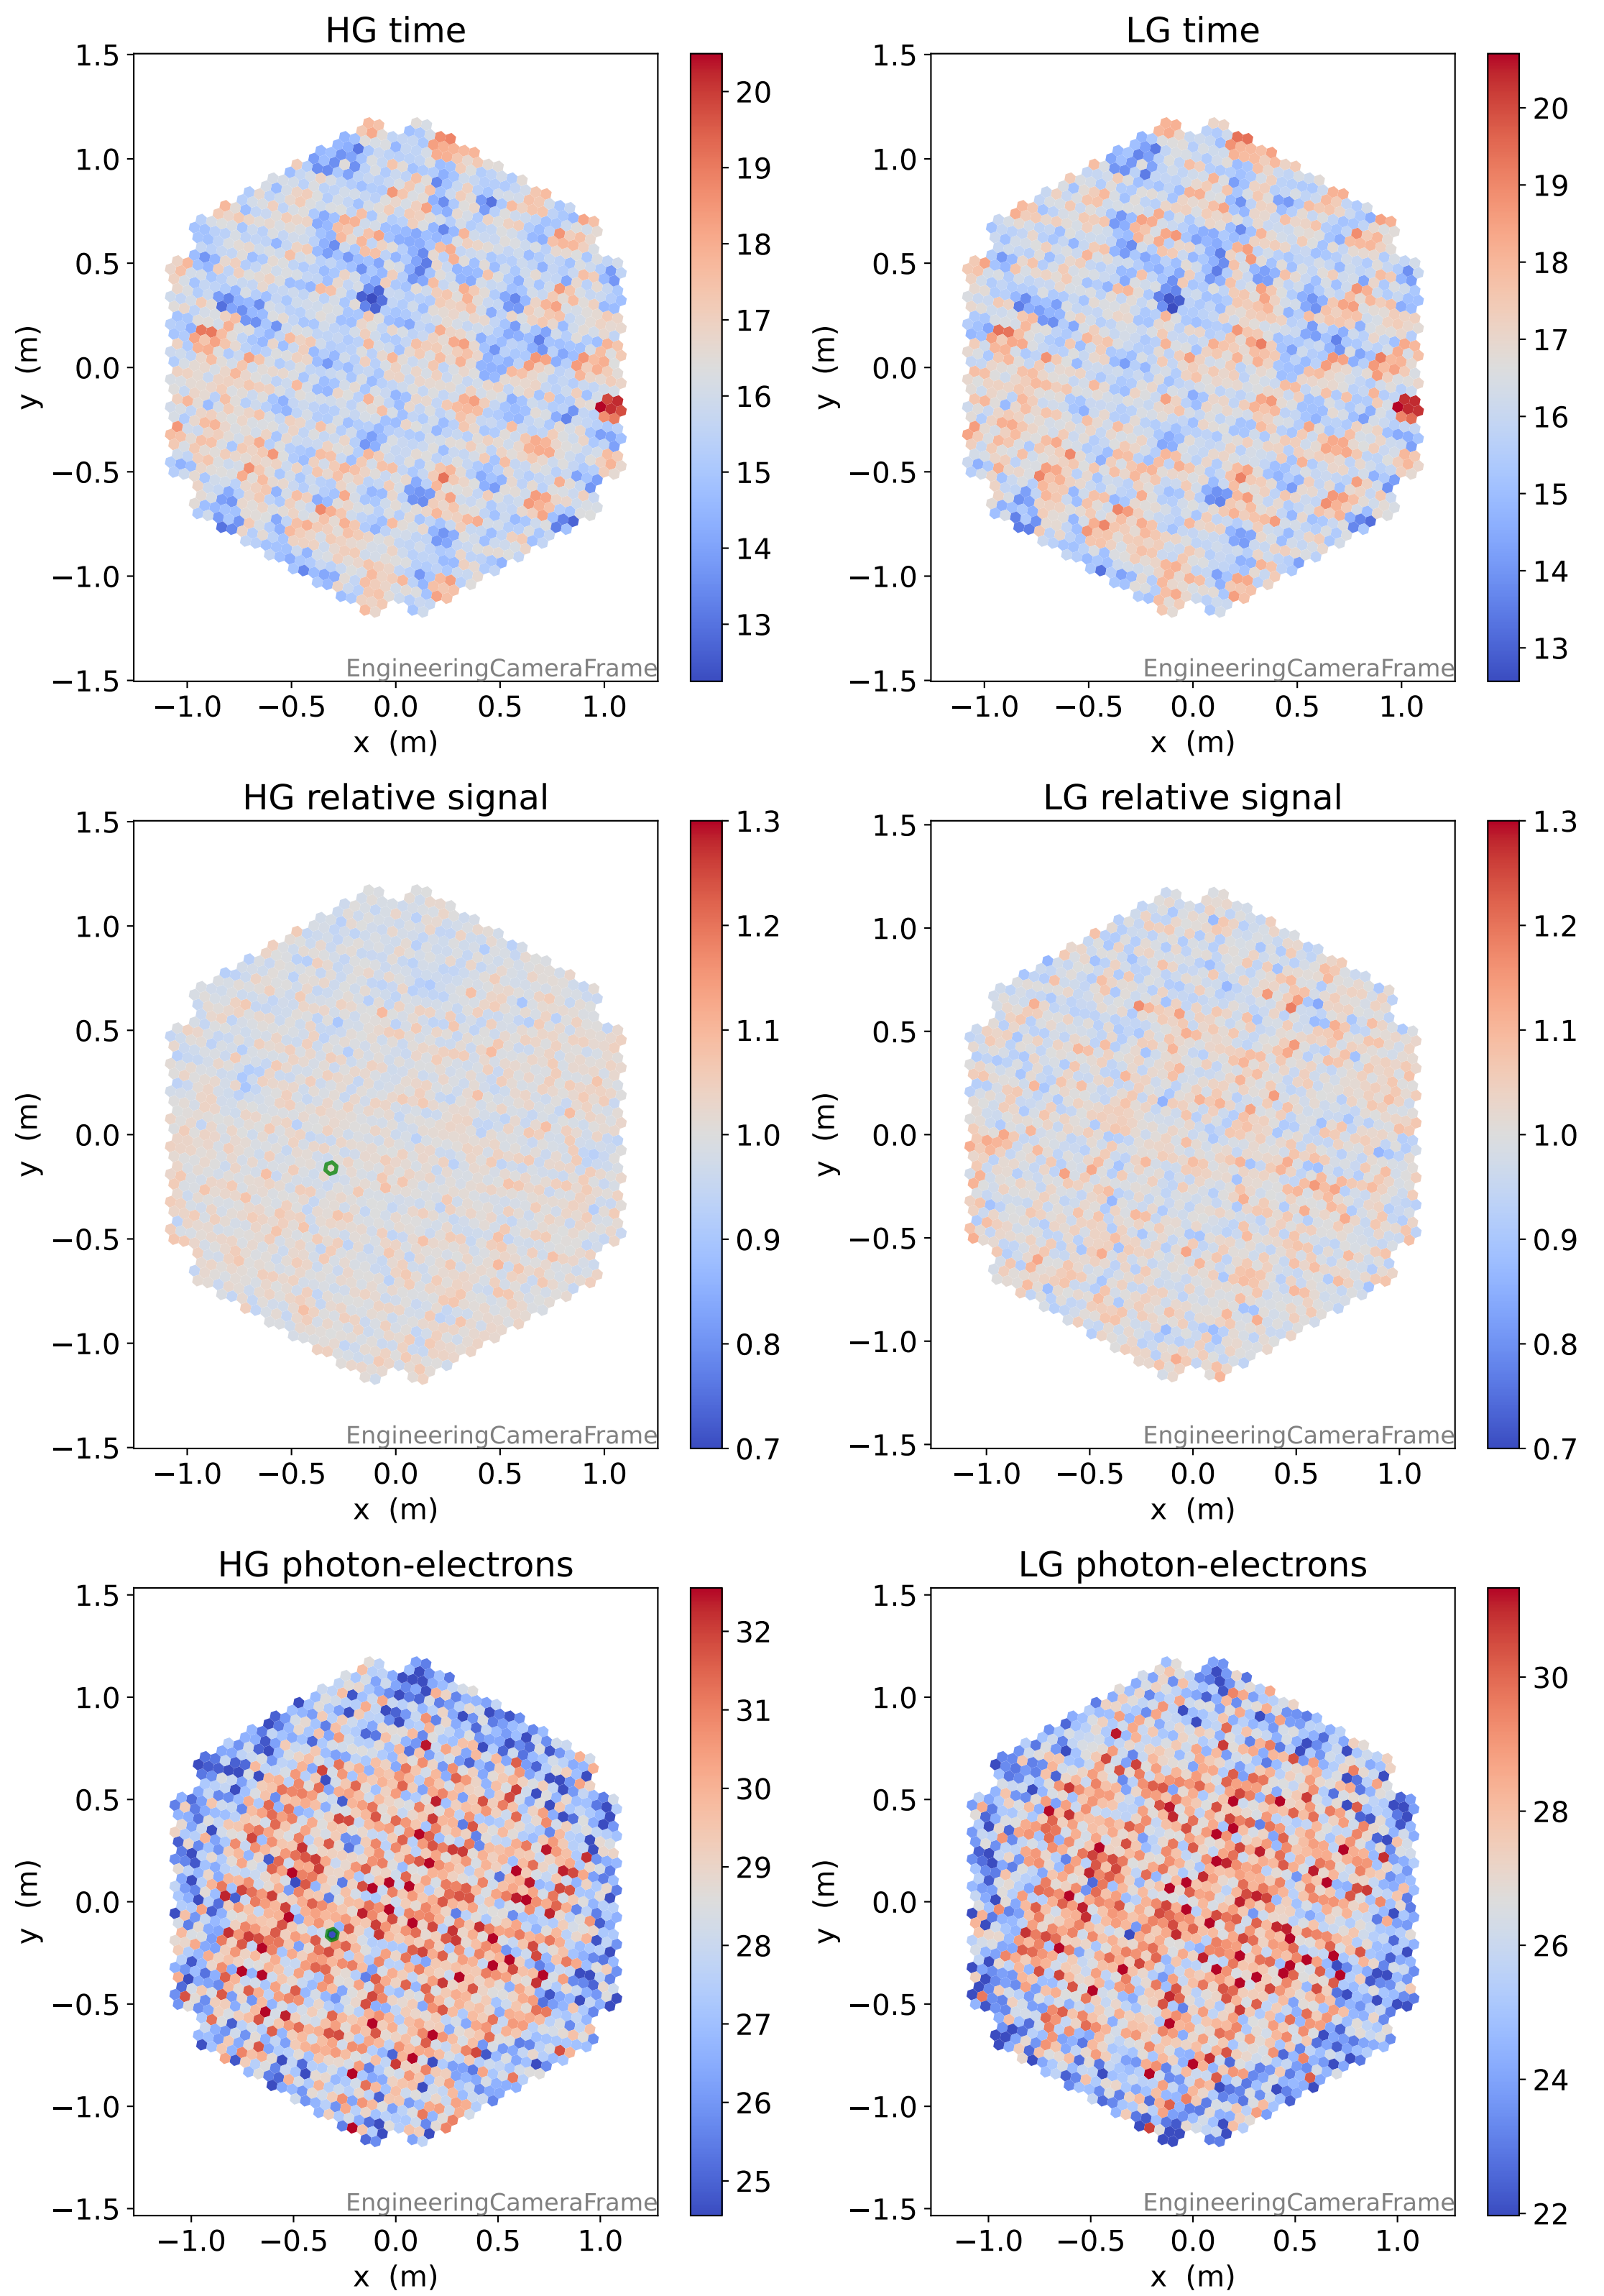 HG time
1.5
1.0
0.5
0.0
−0.5
−1.0
−1.5
y (m)
EngineeringCameraFrame
−1.0 −0.5 0.0 0.5 1.0
x (m)
20
19
18
17
16
15
14
13
LG time
1.5
1.0
0.5
0.0
−0.5
−1.0
−1.5
y (m)
EngineeringCameraFrame
−1.0 −0.5 0.0 0.5 1.0
x (m)
20
19
18
17
16
15
14
13
HG relative signal
1.5
1.0
0.5
0.0
−0.5
−1.0
−1.5
y (m)
EngineeringCameraFrame
−1.0 −0.5 0.0 0.5 1.0
x (m)
1.3
1.2
1.1
1.0
0.9
0.8
0.7
LG relative signal
1.5
1.0
0.5
0.0
−0.5
−1.0
−1.5
y (m)
EngineeringCameraFrame
−1.0 −0.5 0.0 0.5 1.0
x (m)
1.3
1.2
1.1
1.0
0.9
0.8
0.7
HG photon-electrons
1.5
1.0
0.5
0.0
−0.5
−1.0
−1.5
y (m)
EngineeringCameraFrame
−1.0 −0.5 0.0 0.5 1.0
x (m)
32
31
30
29
28
27
26
25
LG photon-electrons
1.5
1.0
0.5
0.0
−0.5
−1.0
−1.5
y (m)
EngineeringCameraFrame
−1.0 −0.5 0.0 0.5 1.0
x (m)
30
28
26
24
22